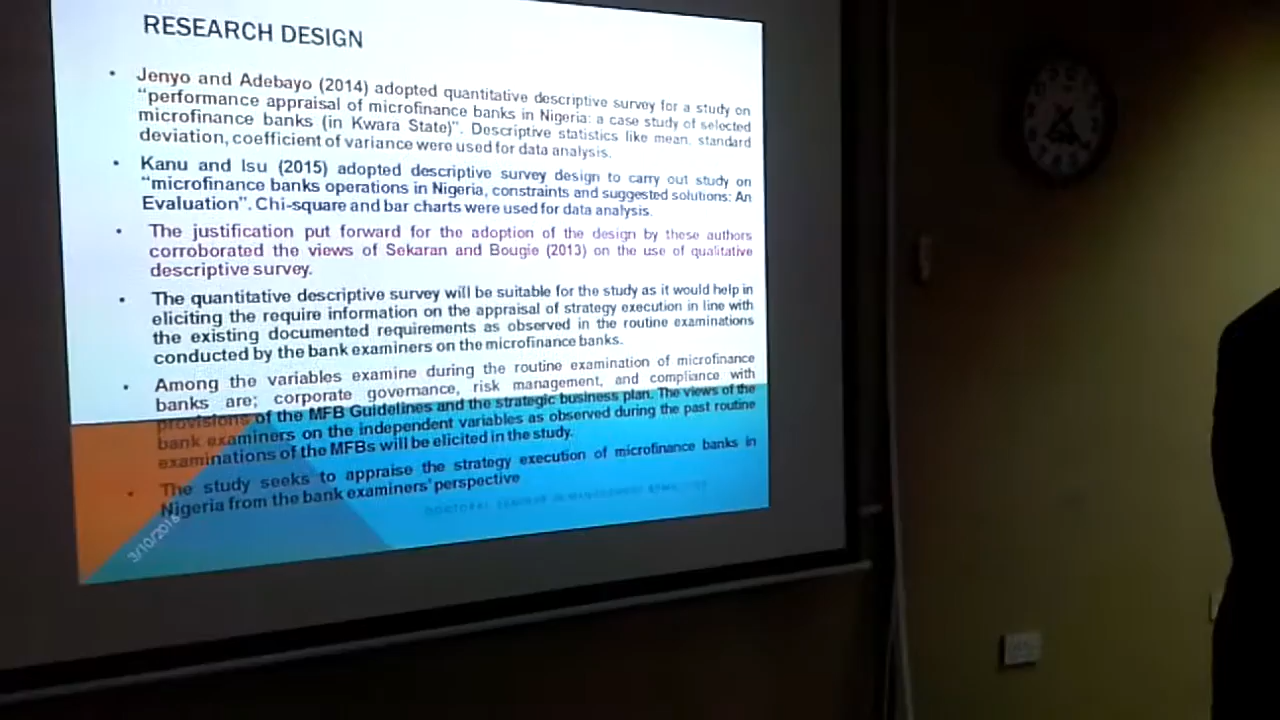 RESEARCH DESIGN
• Jenyo and Adebayo (2014) adopted quantitative descriptive survey for a study on
“performance appraisal of microfinance banks in Nigeria: a case study of selected
microfinance banks (in Kwara State)”. Descriptive statistics like mean, standard
deviation, coefficient of variance were used for data analysis.
• Kanu and Isu (2015) adopted descriptive survey design to carry out study on
“microfinance banks operations in Nigeria, constraints and suggested solutions: An
Evaluation”. Chi-square and bar charts were used for data analysis.
• The justification put forward for the adoption of the design by these authors
corroborated the views of Sekaran and Bougie (2013) on the use of qualitative
descriptive survey.
• The quantitative descriptive survey will be suitable for the study as it would help in
eliciting the require information on the appraisal of strategy execution in line with
the existing documented requirements as observed in the routine examinations
conducted by the bank examiners on the microfinance banks.
• Among the variables examine during the routine examination of microfinance
banks are; corporate governance, risk management, and compliance with
provisions of the MFB Guidelines and the strategic business plan. The views of the
bank examiners on the independent variables as observed during the past routine
examinations of the MFBs will be elicited in the study.
• The study seeks to appraise the strategy execution of microfinance banks in
Nigeria from the bank examiners’ perspective
DOCTORAL SEMINAR IN MANAGEMENT
3/10/2016